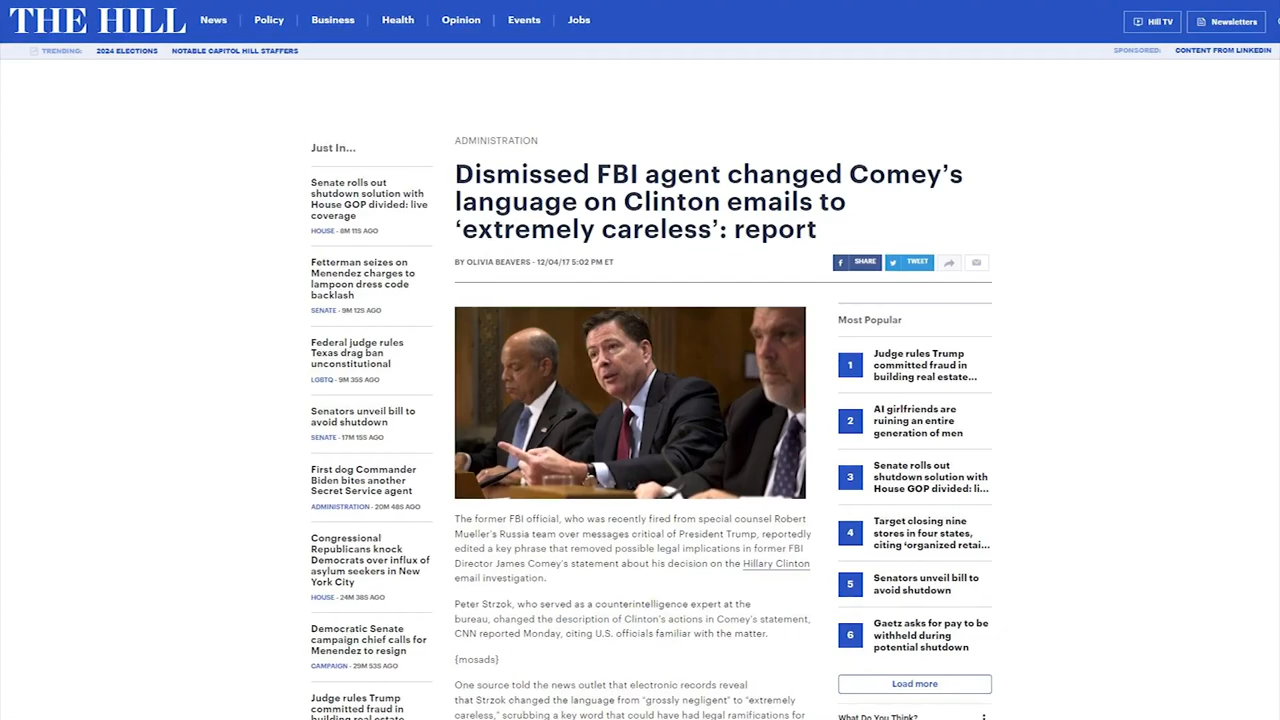 THE HILL
News
Policy
Business
Health
Opinion
Events
Jobs
Hill TV
Newsletters
TRENDING:
2024 ELECTIONS
NOTABLE CAPITOL HILL STAFFERS
SPONSORED:
CONTENT FROM LINKEDIN
Just In...
Senate rolls out
shutdown solution with
House GOP divided: live
coverage
HOUSE - 8M 11S AGO
Fetterman seizes on
Menendez charges to
lampoon dress code
backlash
SENATE - 9M 12S AGO
Federal judge rules
Texas drag ban
unconstitutional
LGBTQ - 9M 35S AGO
Senators unveil bill to
avoid shutdown
SENATE - 17M 15S AGO
First dog Commander
Biden bites another
Secret Service agent
ADMINISTRATION - 20M 48S AGO
Congressional
Republicans knock
Democrats over influx of
asylum seekers in New
York City
HOUSE - 24M 38S AGO
Democratic Senate
campaign chief calls for
Menendez to resign
CAMPAIGN - 29M 53S AGO
Judge rules Trump
committed fraud in
building real estate
ADMINISTRATION
Dismissed FBI agent changed Comey’s
language on Clinton emails to
‘extremely careless’: report
BY OLIVIA BEAVERS - 12/04/17 5:02 PM ET
SHARE
TWEET
The former FBI official, who was recently fired from special counsel Robert
Mueller’s Russia team over messages critical of President Trump, reportedly
edited a key phrase that removed possible legal implications in former FBI
Director James Comey’s statement about his decision on the Hillary Clinton
email investigation.
Peter Strzok, who served as a counterintelligence expert at the
bureau, changed the description of Clinton’s actions in Comey’s statement,
CNN reported Monday, citing U.S. officials familiar with the matter.
{mosads}
One source told the news outlet that electronic records reveal
that Strzok changed the language from “grossly negligent” to “extremely
careless,” scrubbing a key word that could have had legal ramifications for
Most Popular
1
Judge rules Trump
committed fraud in
building real estate...
2
AI girlfriends are
ruining an entire
generation of men
3
Senate rolls out
shutdown solution with
House GOP divided: li...
4
Target closing nine
stores in four states,
citing ‘organized retai...
5
Senators unveil bill to
avoid shutdown
6
Gaetz asks for pay to be
withheld during
potential shutdown
Load more
What Do You Think?